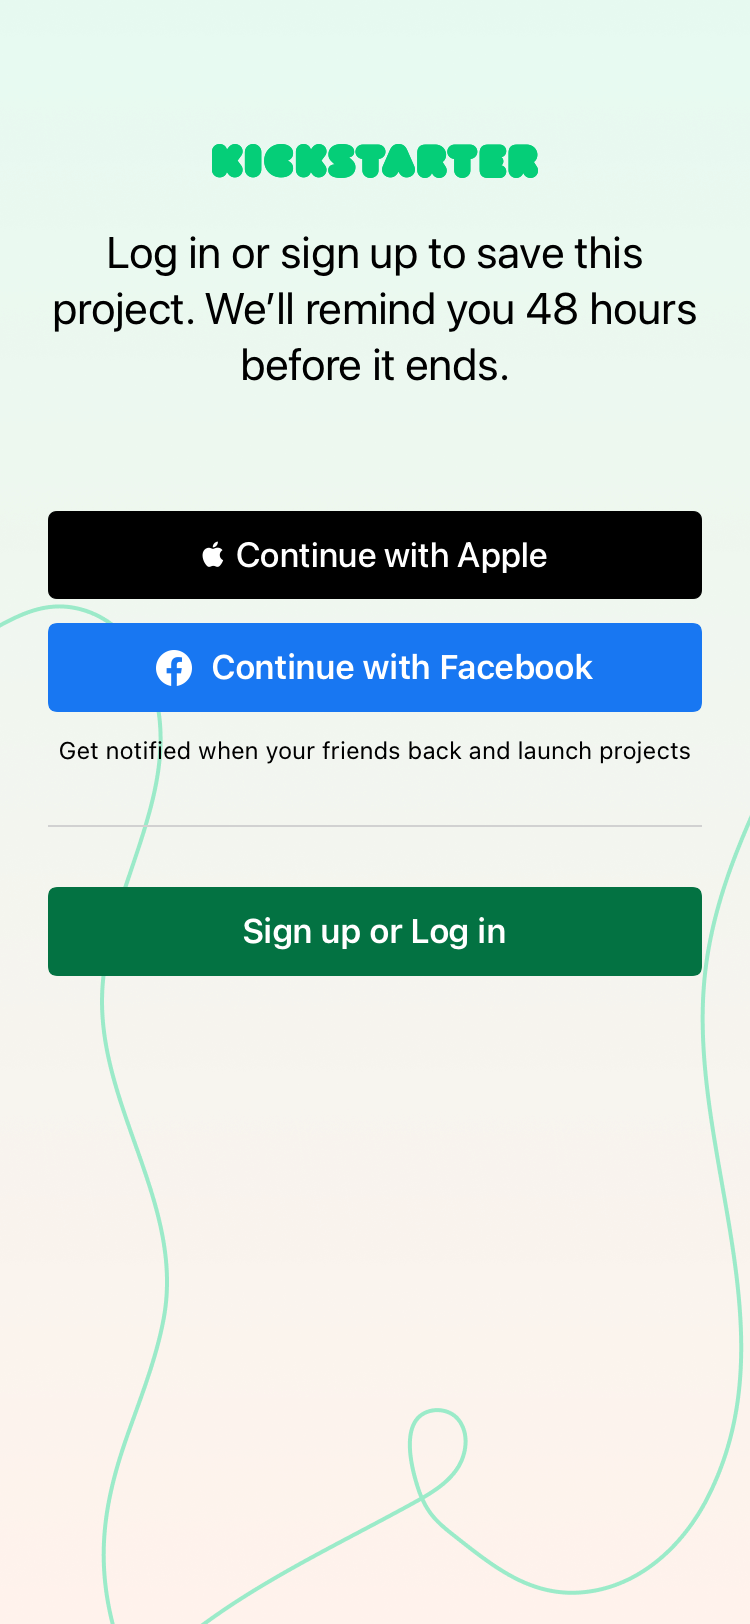 KICKSTARTER
Log in or sign up to save this
project. We’ll remind you 48 hours
before it ends.
Continue with Apple
Continue with Facebook
Get notified when your friends back and launch projects
Sign up or Log in